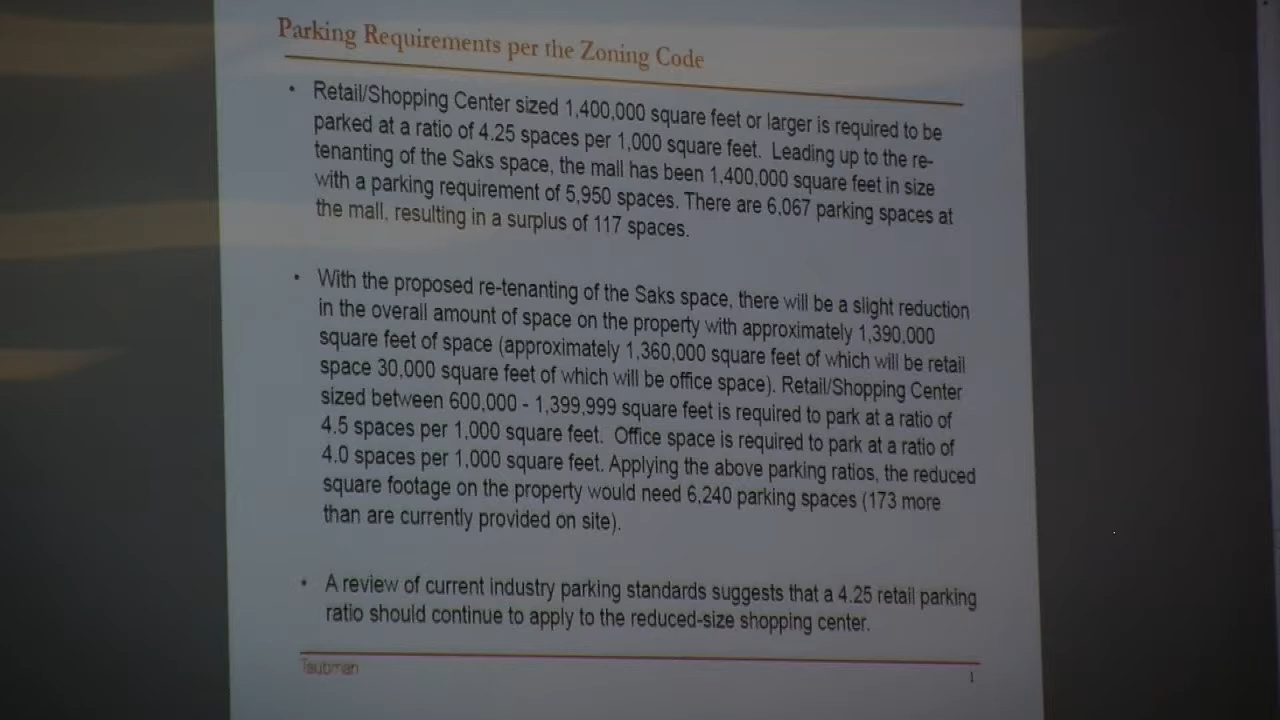 Parking Requirements per the Zoning Code
• Retail/Shopping Center sized 1,400,000 square feet or larger is required to be
parked at a ratio of 4.25 spaces per 1,000 square feet. Leading up to the re-
tenanting of the Saks space, the mall has been 1,400,000 square feet in size
with a parking requirement of 5,950 spaces. There are 6,067 parking spaces at
the mall, resulting in a surplus of 117 spaces.
• With the proposed re-tenanting of the Saks space, there will be a slight reduction
in the overall amount of space on the property with approximately 1,390,000
square feet of space (approximately 1,360,000 square feet of which will be retail
space 30,000 square feet of which will be office space). Retail/Shopping Center
sized between 600,000 - 1,399,999 square feet is required to park at a ratio of
4.5 spaces per 1,000 square feet. Office space is required to park at a ratio of
4.0 spaces per 1,000 square feet. Applying the above parking ratios, the reduced
square footage on the property would need 6,240 parking spaces (173 more
than are currently provided on site).
• A review of current industry parking standards suggests that a 4.25 retail parking
ratio should continue to apply to the reduced-size shopping center.
Taubman
1